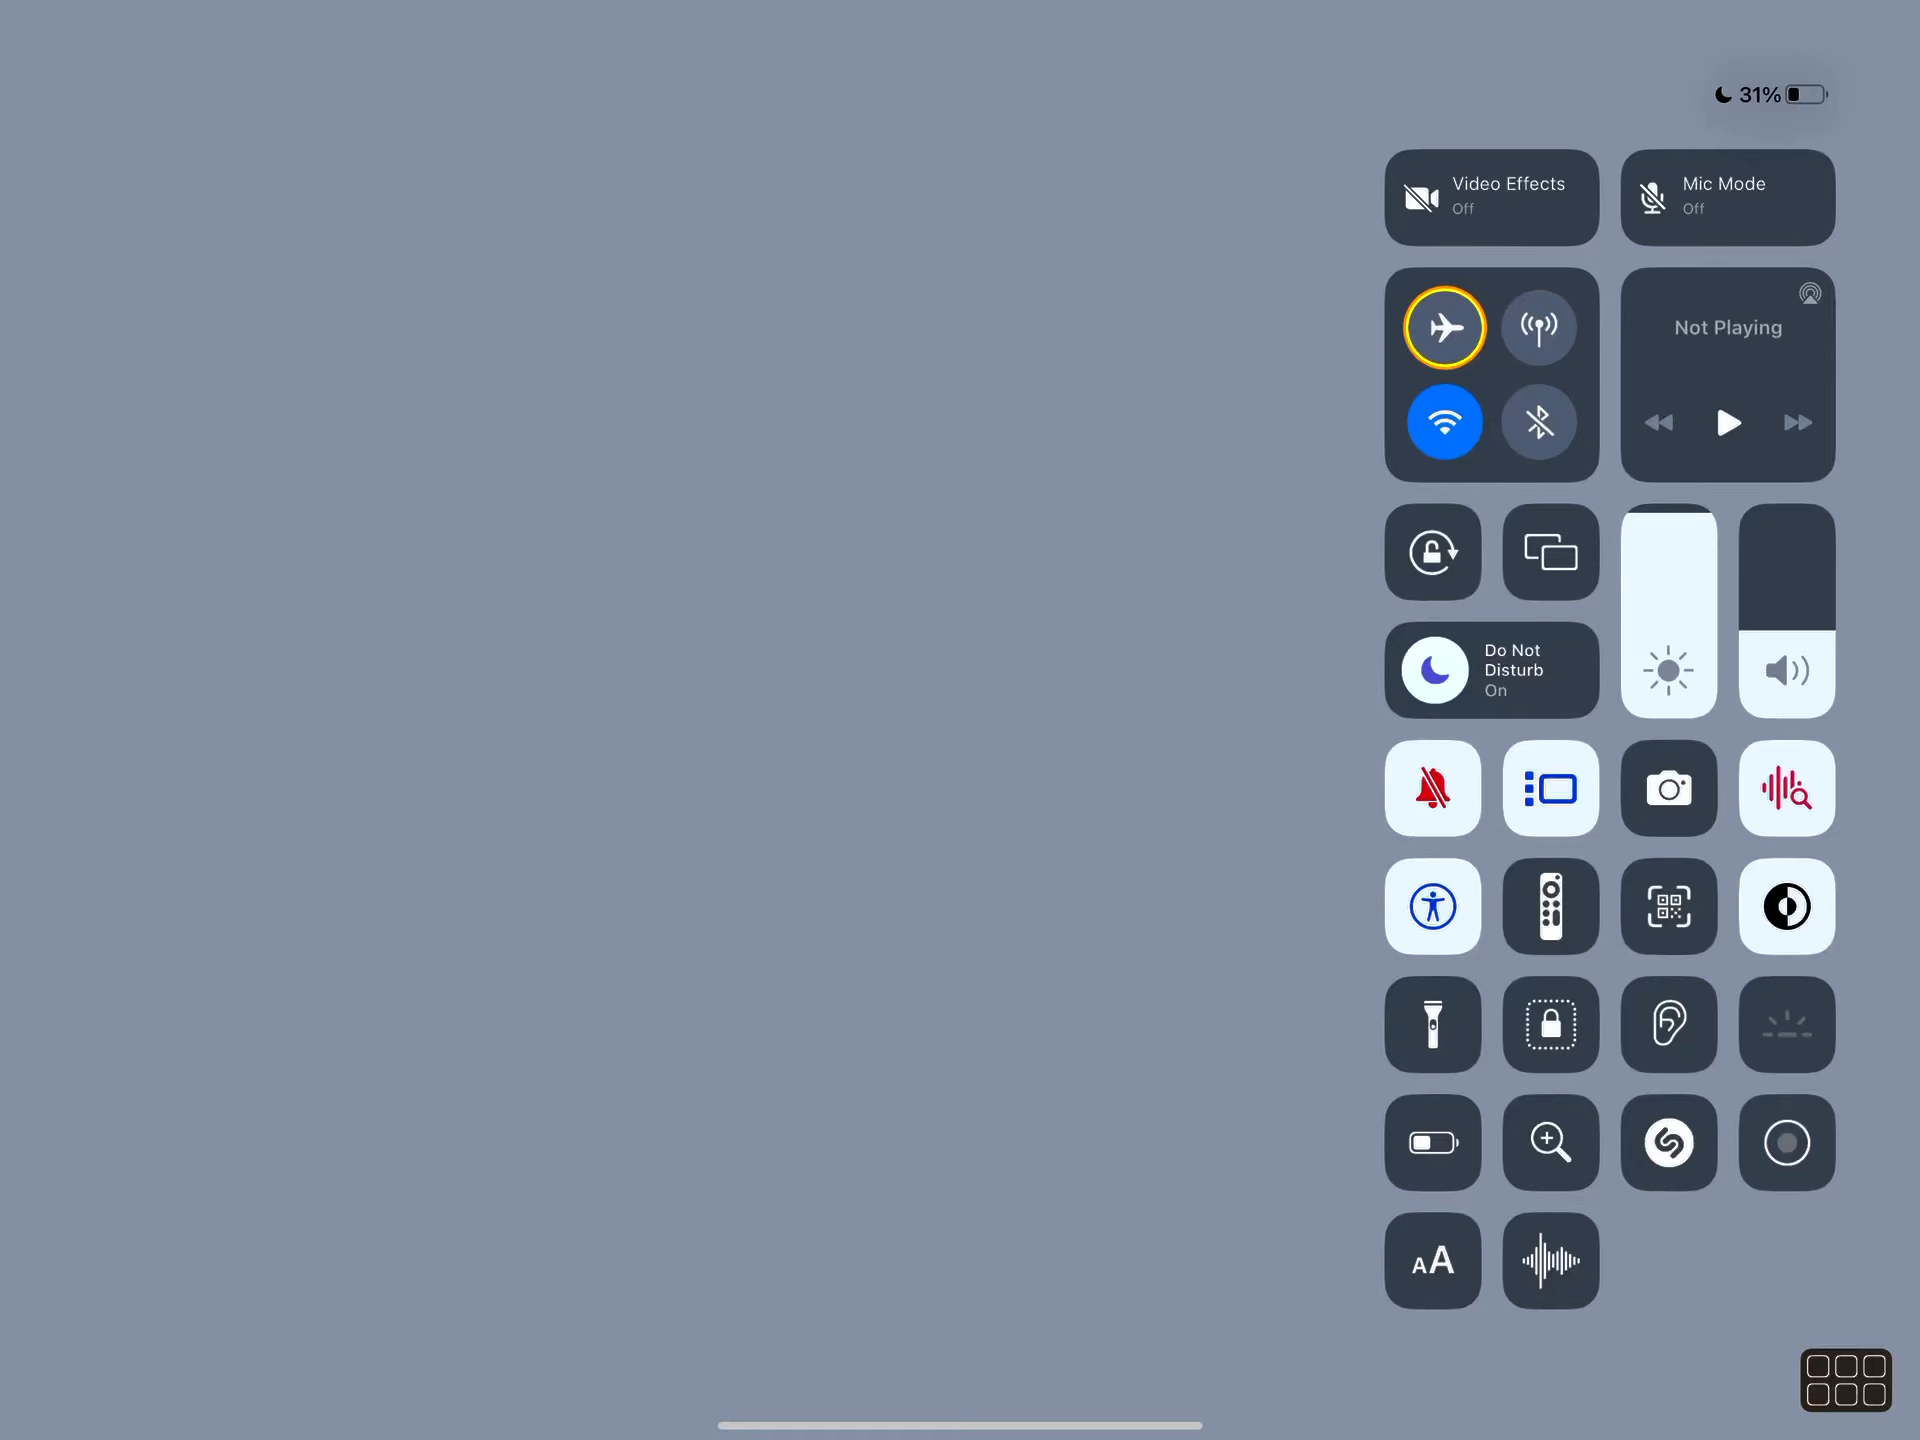 31%
Video Effects
Off
Mic Mode
Off
Not Playing
Do Not
Disturb
On
AA